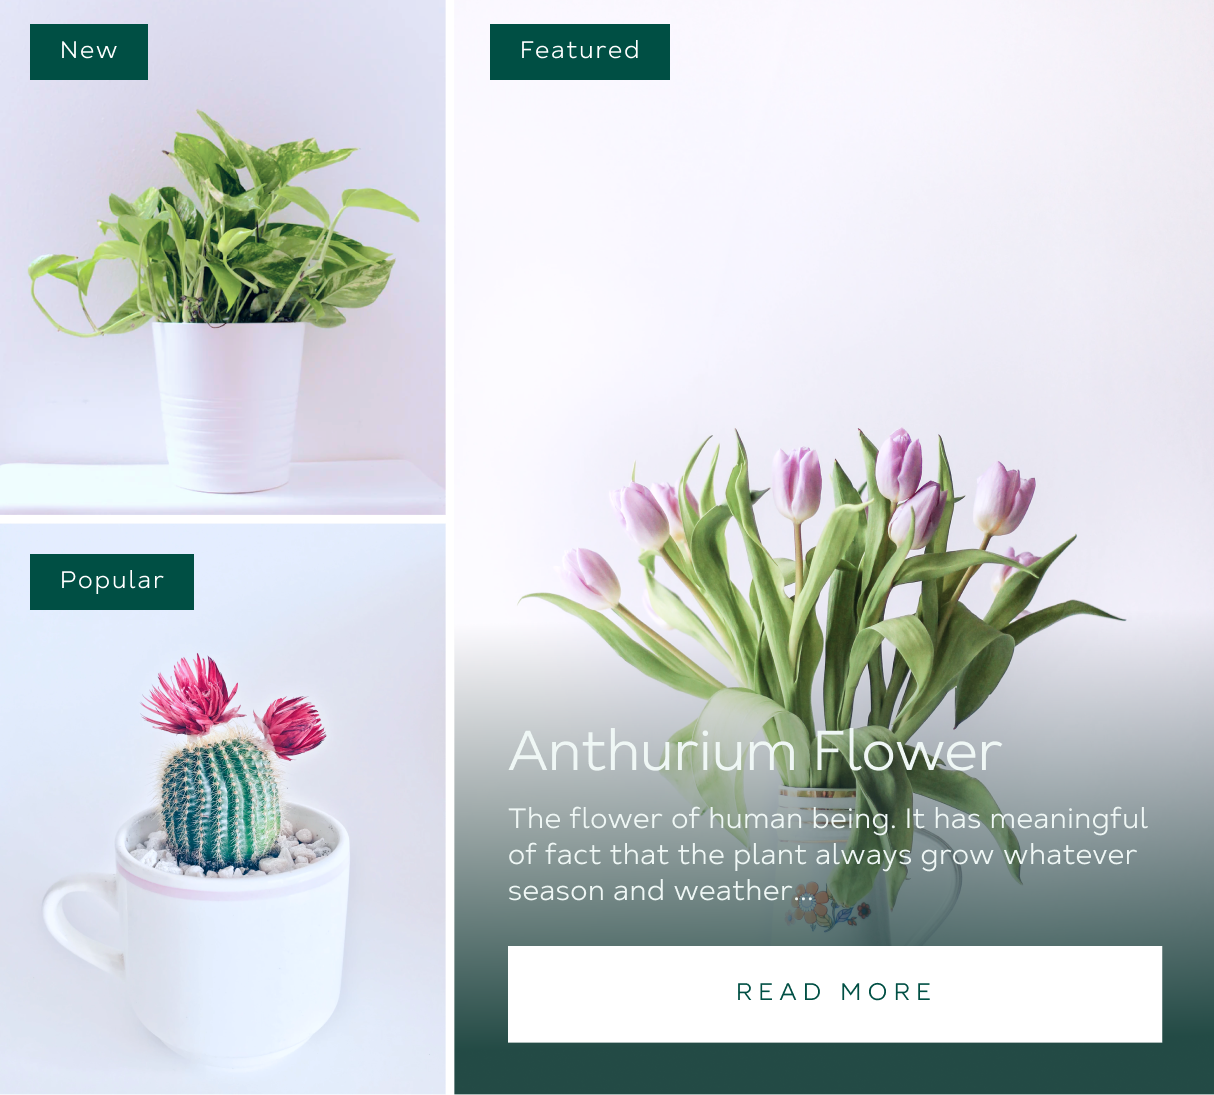 New
Popular
Featured
Anthurium Flower
The flower of human being. It has meaningful
of fact that the plant always grow whatever
season and weather...
READ MORE